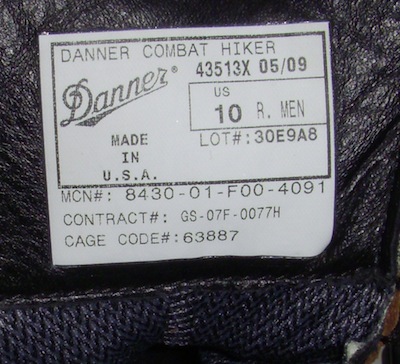 DANNER COMBAT HIKER
Danner®
43513X 05/09
US
10 R. MEN
MADE
IN
U.S.A.
LOT#: 30E9A8
MCN#: 8430-01-F00-4091
CONTRACT#: GS-07F-0077H
CAGE CODE#: 63887